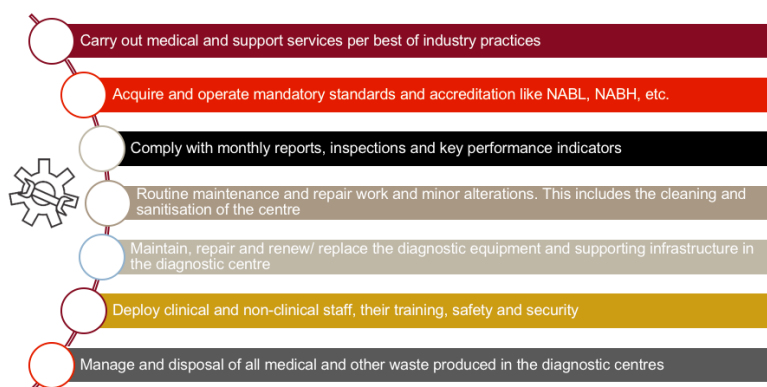 Carry out medical and support services per best of industry practices
Acquire and operate mandatory standards and accreditation like NABL, NABH, etc.
Comply with monthly reports, inspections and key performance indicators
Routine maintenance and repair work and minor alterations. This includes the cleaning and
sanitisation of the centre
Maintain, repair and renew/ replace the diagnostic equipment and supporting infrastructure in
the diagnostic centre
Deploy clinical and non-clinical staff, their training, safety and security
Manage and disposal of all medical and other waste produced in the diagnostic centres